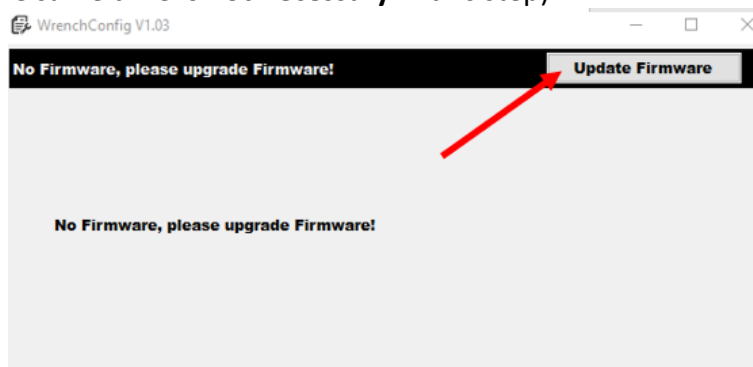 WrenchConfig V1.03
No Firmware, please upgrade Firmware!
Update Firmware
No Firmware, please upgrade Firmware!